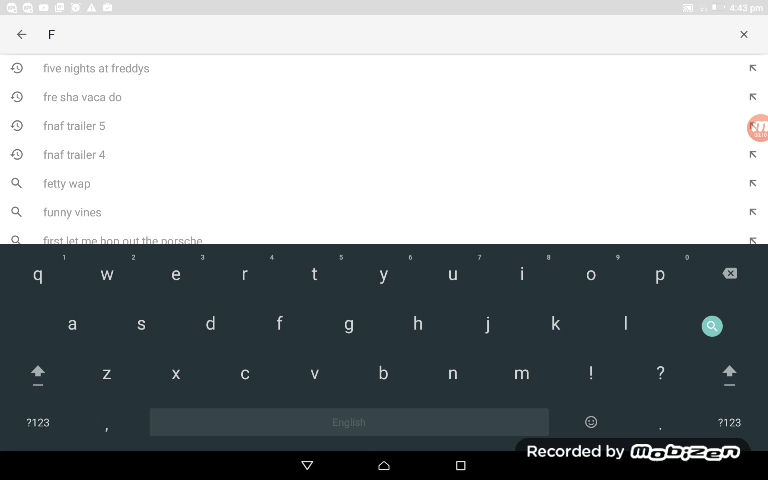 4:43 pm
F
five nights at freddys
fre sha vaca do
fnaf trailer 5
fnaf trailer 4
fetty wap
funny vines
first let me hop out the porsche
1 2 3 4 5 6 7 8 9 0
q w e r t y u i o p
a s d f g h j k l
z x c v b n m ! ?
?123 , English . ?123
Recorded by Mobizen